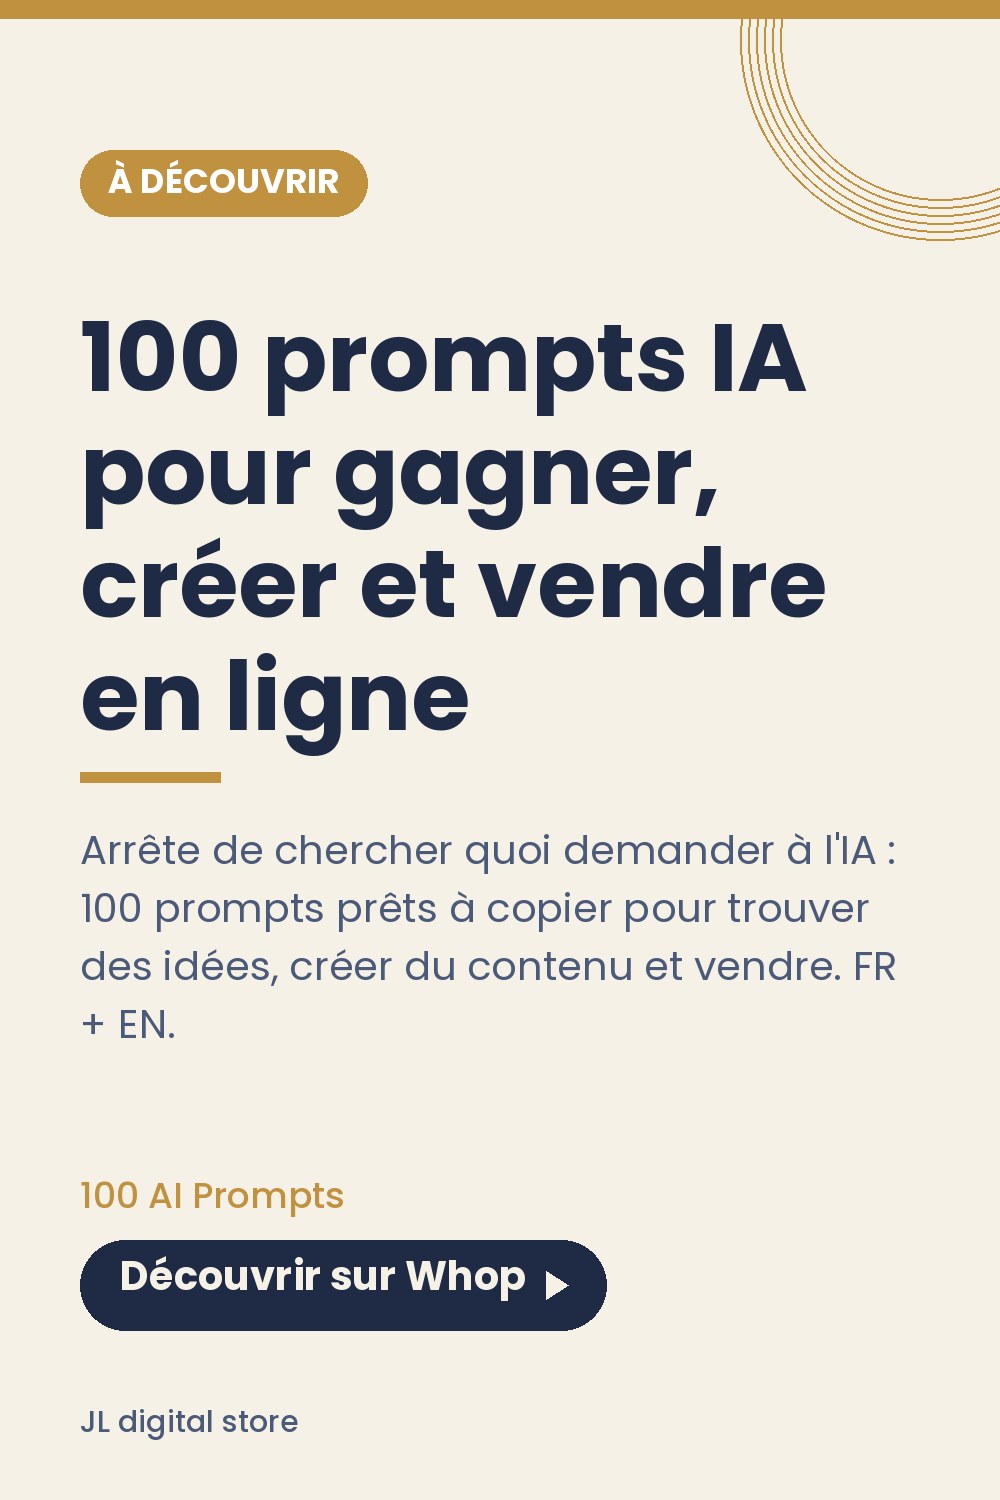 À DÉCOUVRIR
100 prompts IA
pour gagner,
créer et vendre
en ligne
Arrête de chercher quoi demander à l'IA :
100 prompts prêts à copier pour trouver
des idées, créer du contenu et vendre. FR
+ EN.
100 AI Prompts
Découvrir sur Whop
JL digital store